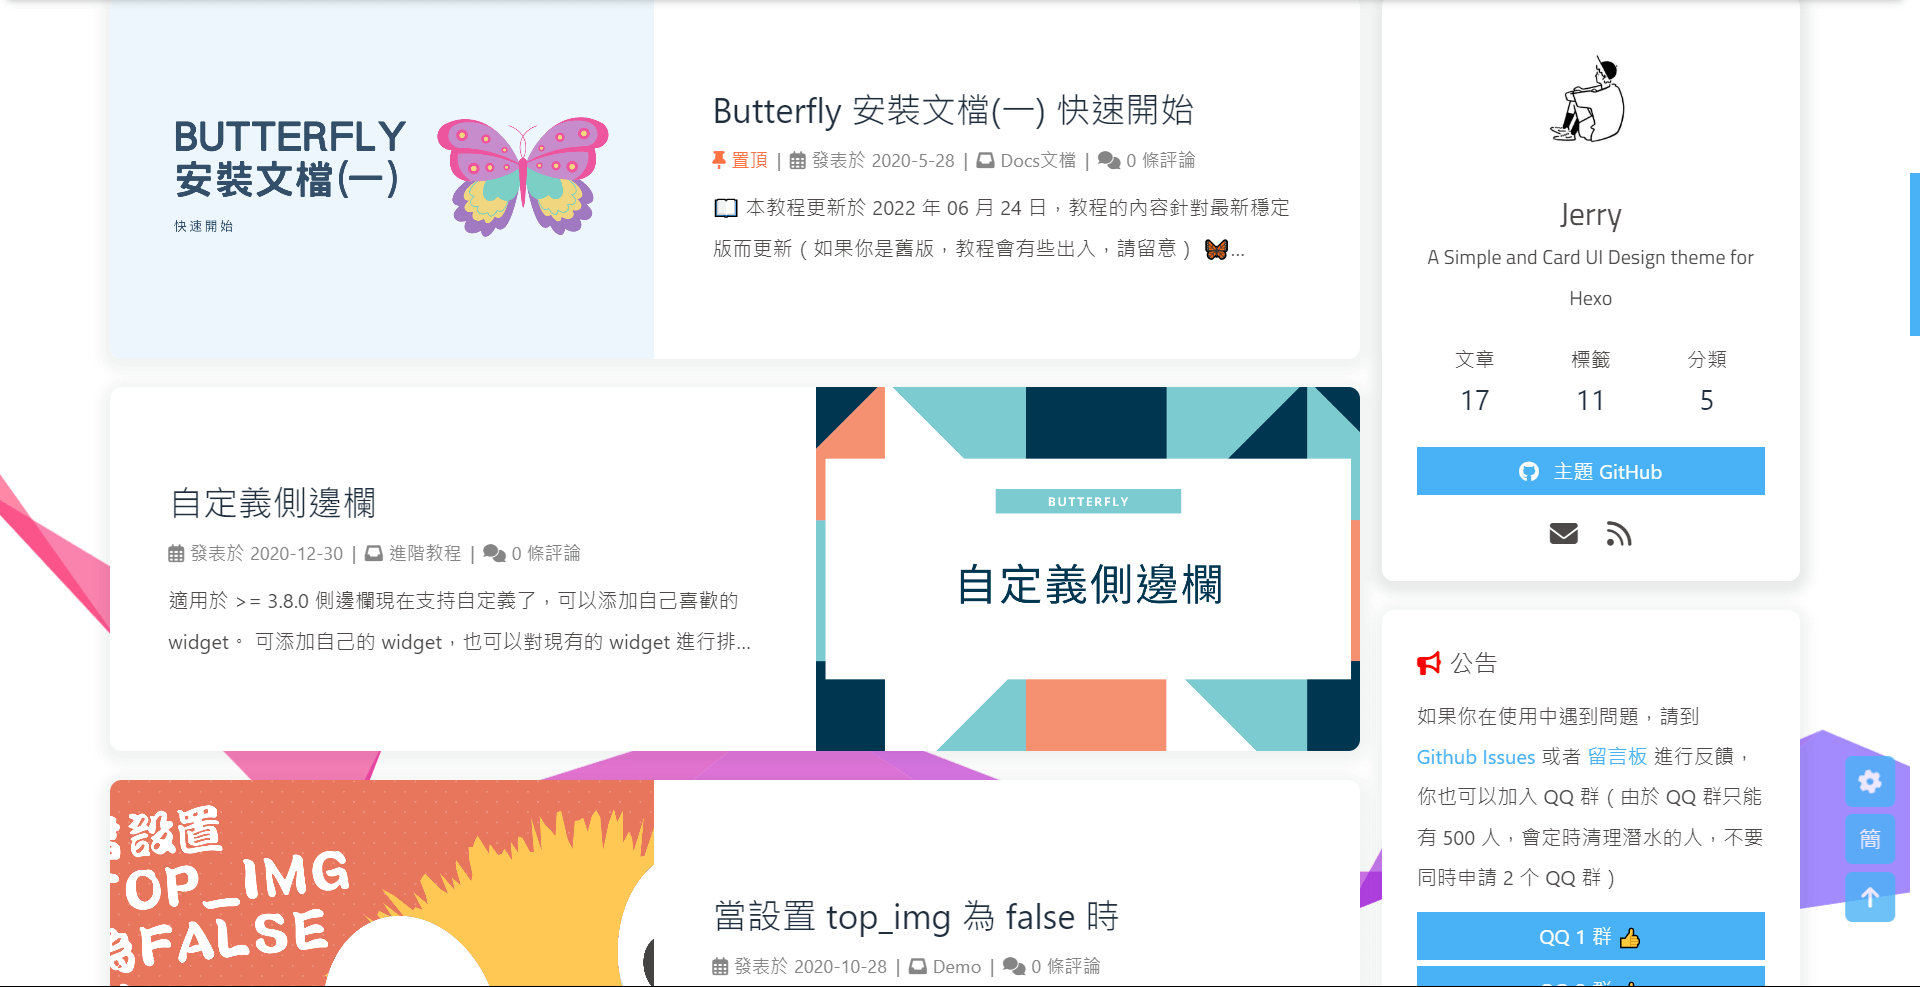 BUTTERFLY
安裝文檔(一)
快速開始
Butterfly 安裝文檔(一) 快速開始
置頂 | 發表於 2020-5-28 | Docs文檔 | 0 條評論
📖 本教程更新於 2022 年 06 月 24 日，教程的內容針對最新穩定
版而更新（如果你是舊版，教程會有些出入，請留意）🦋...
自定義側邊欄
發表於 2020-12-30 | 進階教程 | 0 條評論
適用於 >= 3.8.0 側邊欄現在支持自定義了，可以添加自己喜歡的
widget。 可添加自己的 widget，也可以對現有的 widget 進行排...
BUTTERFLY
自定義側邊欄
當設置
TOP_IMG
為FALSE
當設置 top_img 為 false 時
發表於 2020-10-28 | Demo | 0 條評論
Jerry
A Simple and Card UI Design theme for
Hexo
文章 標籤 分類
17 11 5
主題 GitHub
公告
如果你在使用中遇到問題，請到
Github Issues 或者 留言板 進行反饋，
你也可以加入 QQ 群（由於 QQ 群只能
有 500 人，會定時清理潛水的人，不要
同時申請 2 个 QQ 群）
QQ 1 群 👍
QQ 2 群 👍
簡